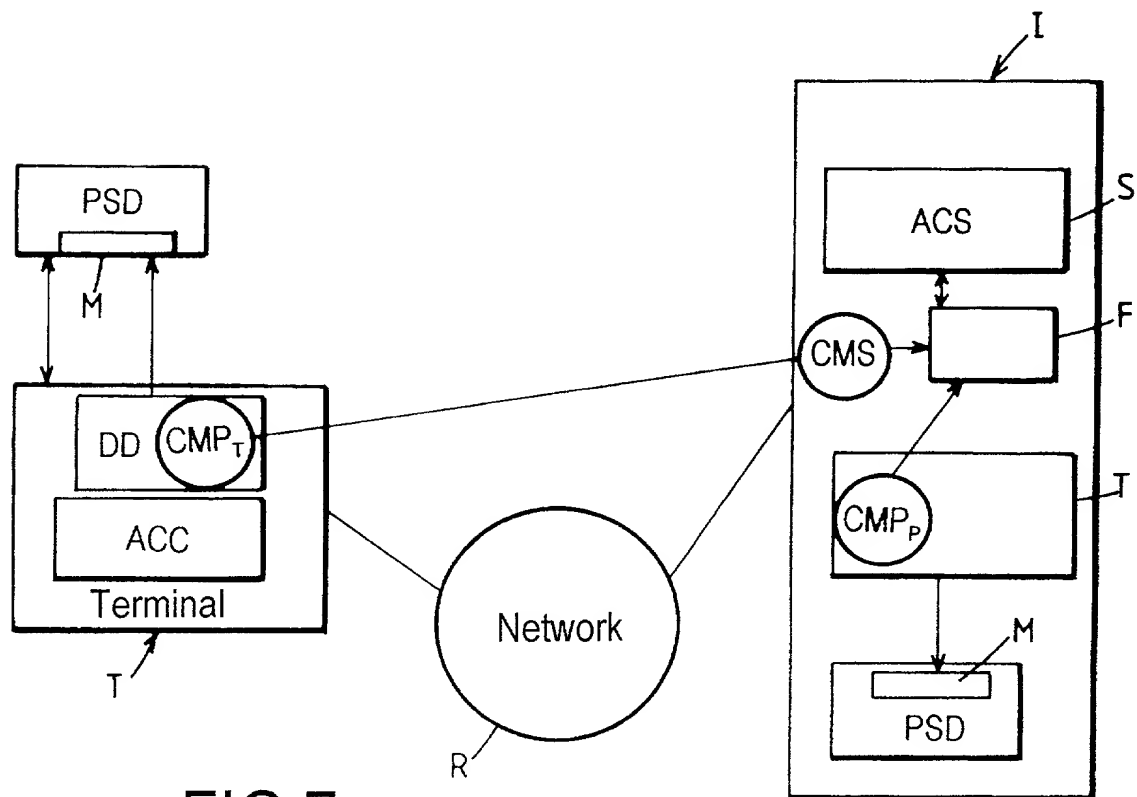 I
PSD
M
ACS
S
F
CMS
DD
CMP_T
ACC
Terminal
T
CMP_P
T
Network
R
M
PSD